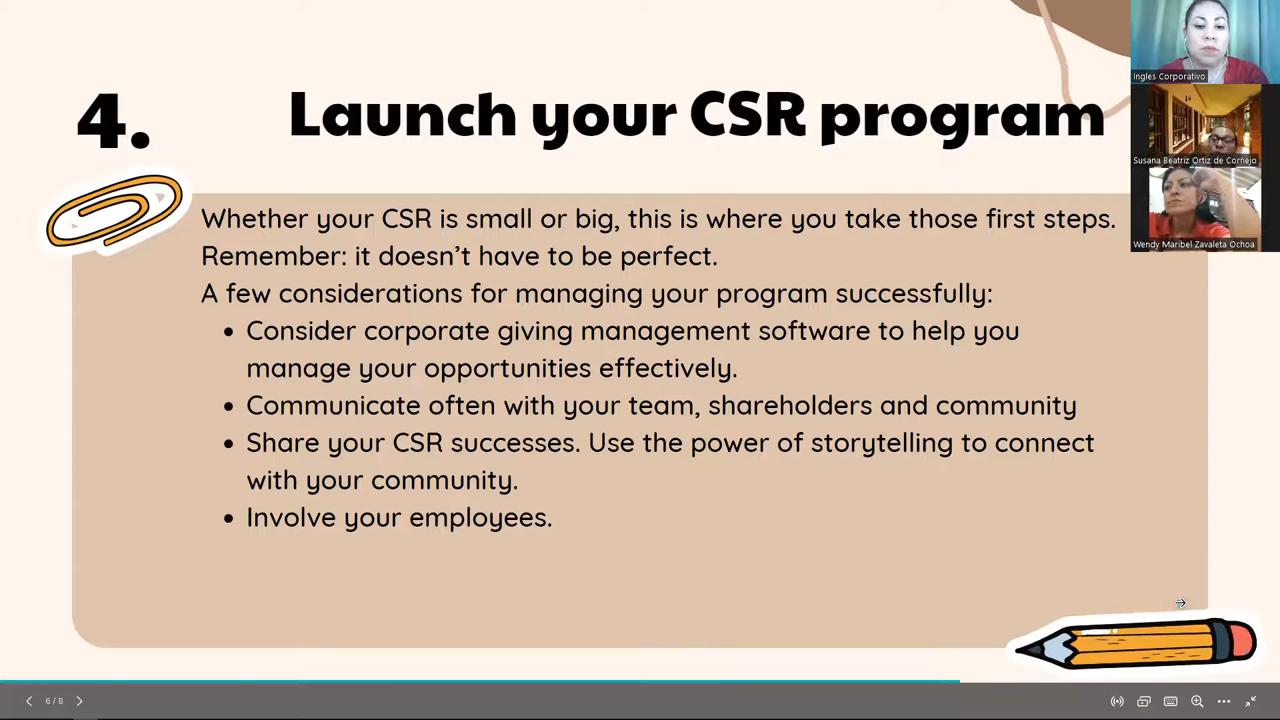 4.
Launch your CSR program
Whether your CSR is small or big, this is where you take those first steps.
Remember: it doesn't have to be perfect.
A few considerations for managing your program successfully:
• Consider corporate giving management software to help you
manage your opportunities effectively.
• Communicate often with your team, shareholders and community
• Share your CSR successes. Use the power of storytelling to connect
with your community.
• Involve your employees.
Ingles Corporativo
Susana Beatriz Ortiz de Cornejo
Wendy Maribel Zavaleta Ochoa
6 / 8